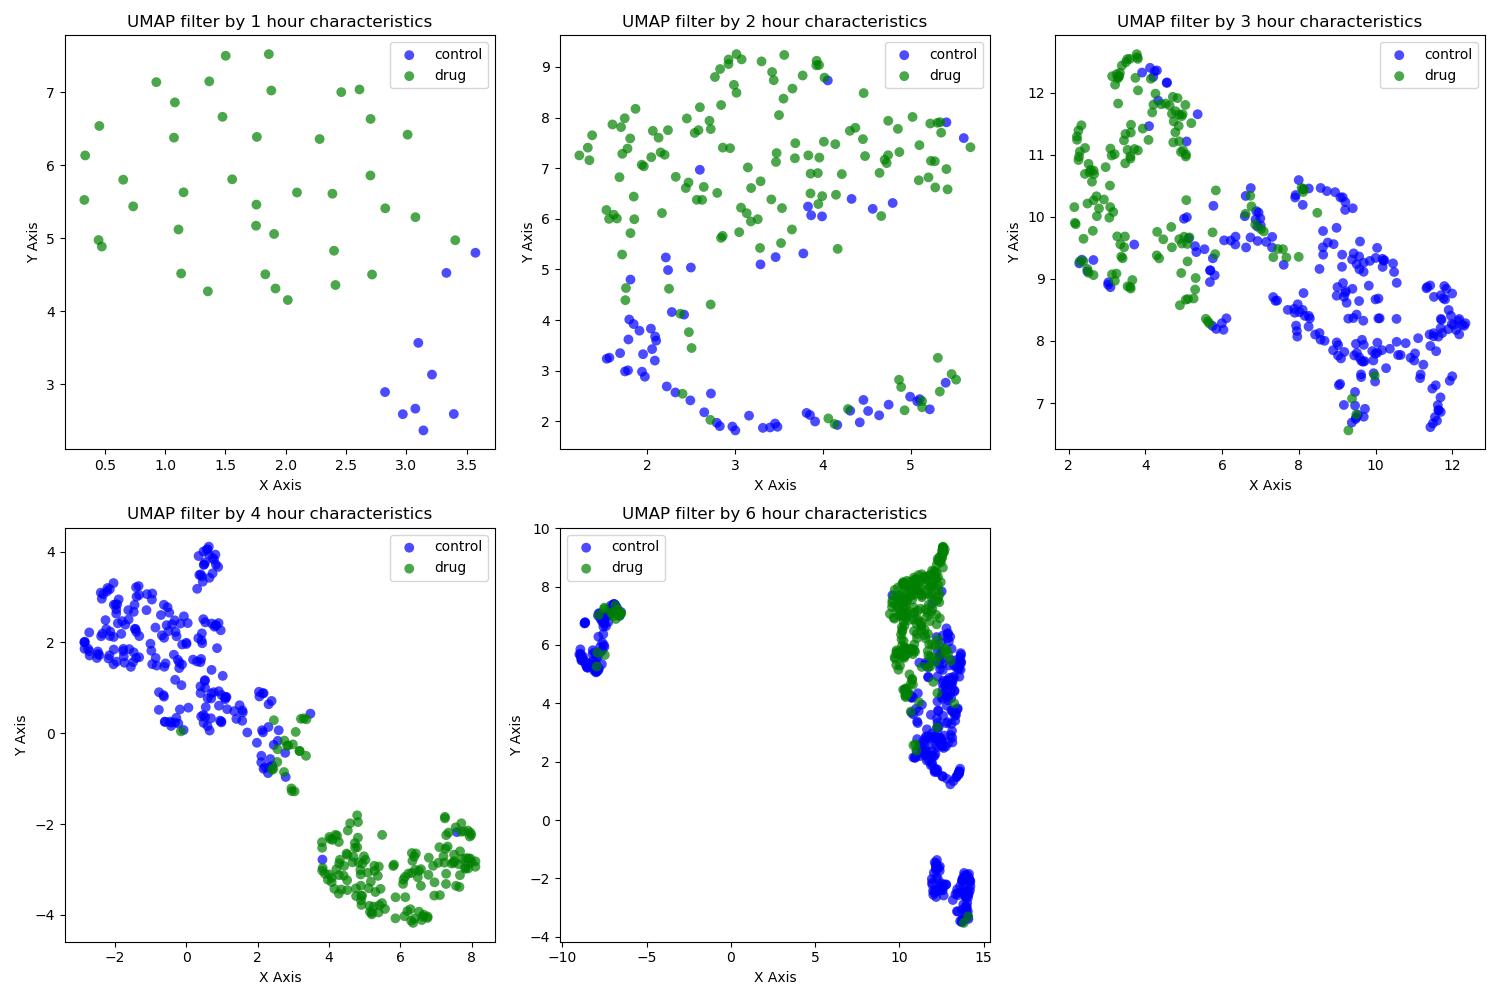 UMAP filter by 1 hour characteristics
control
drug
7
6
5
4
3
Y Axis
0.5 1.0 1.5 2.0 2.5 3.0 3.5
X Axis
UMAP filter by 2 hour characteristics
control
drug
9
8
7
6
5
4
3
2
Y Axis
2 3 4 5
X Axis
UMAP filter by 3 hour characteristics
control
drug
12
11
10
9
8
7
Y Axis
2 4 6 8 10 12
X Axis
UMAP filter by 4 hour characteristics
control
drug
4
2
0
−2
−4
Y Axis
−2 0 2 4 6 8
X Axis
UMAP filter by 6 hour characteristics
control
drug
10
8
6
4
2
0
−2
−4
Y Axis
−10 −5 0 5 10 15
X Axis